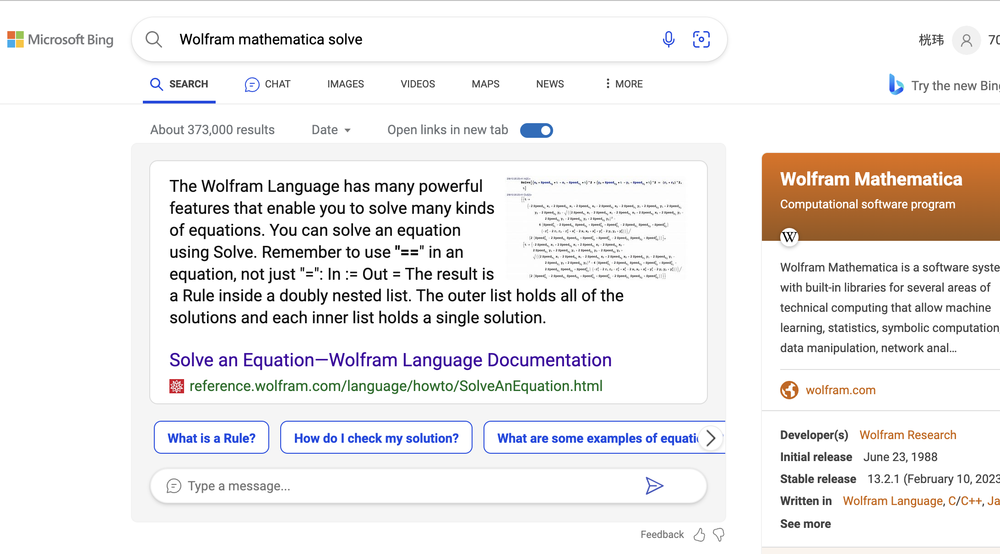 Microsoft Bing
Wolfram mathematica solve
桄玮
70
SEARCH
CHAT
IMAGES
VIDEOS
MAPS
NEWS
MORE
Try the new Bing
About 373,000 results
Date
Open links in new tab
The Wolfram Language has many powerful
features that enable you to solve many kinds
of equations. You can solve an equation
using Solve. Remember to use "==" in an
equation, not just "=": In := Out = The result is
a Rule inside a doubly nested list. The outer list holds all of the
solutions and each inner list holds a single solution.
Solve an Equation—Wolfram Language Documentation
reference.wolfram.com/language/howto/SolveAnEquation.html
What is a Rule?
How do I check my solution?
What are some examples of
Type a message...
Feedback
Wolfram Mathematica
Computational software program
W
Wolfram Mathematica is a software syste
with built-in libraries for several areas of
technical computing that allow machine
learning, statistics, symbolic computation,
data manipulation, network anal...
wolfram.com
Developer(s) Wolfram Research
Initial release June 23, 1988
Stable release 13.2.1 (February 10, 2023
Written in Wolfram Language, C/C++, Ja
See more